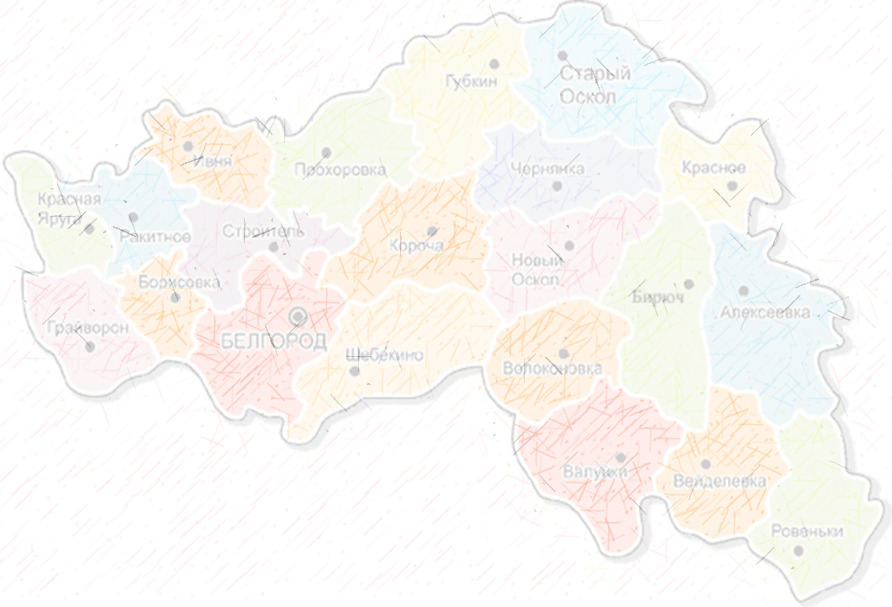 Старый
Оскол
Губкин
Ивня
Прохоровка
Чернянка
Красное
Красная
Яруга
Ракитное
Строитель
Короча
Новый
Оскол
Борисовка
Бирюч
Алексеевка
Грайворон
БЕЛГОРОД
Шебекино
Волоконовка
Валуйки
Вейделевка
Ровеньки